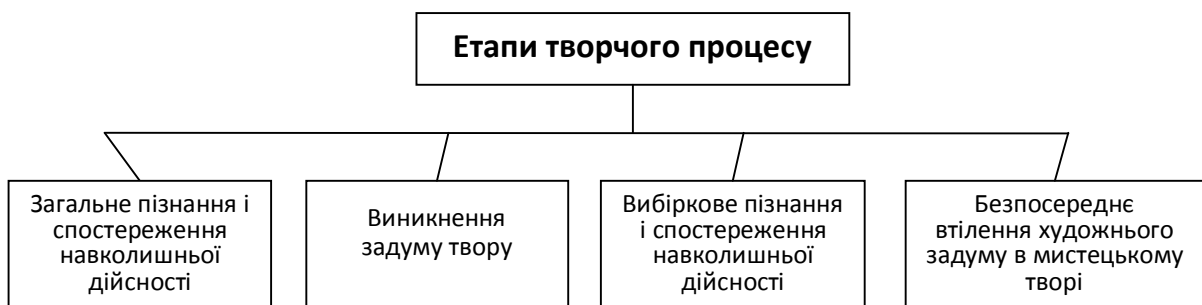 Етапи творчого процесу
Загальне пізнання і
спостереження
навколишньої
дійсності
Виникнення
задуму твору
Вибіркове пізнання
і спостереження
навколишньої
дійсності
Безпосереднє
втілення художнього
задуму в мистецькому
творі